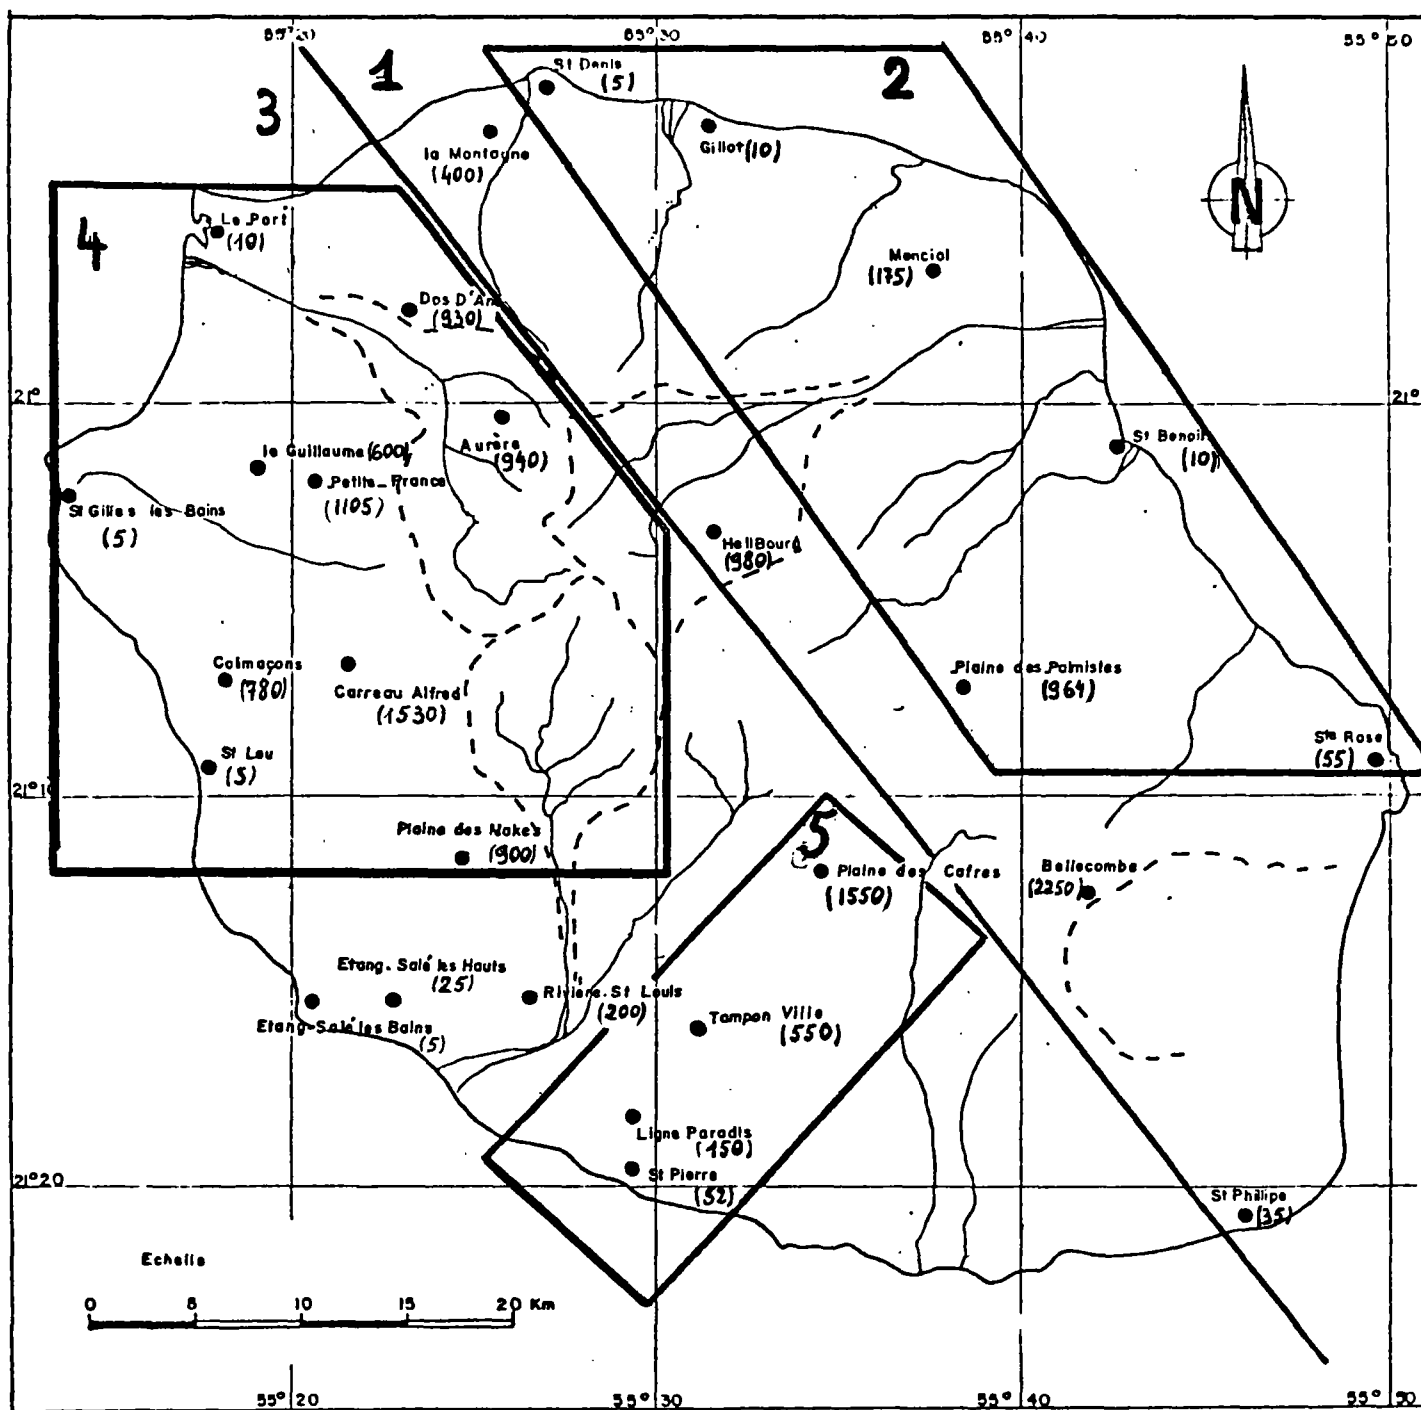 55°20
55°30
55°40
55°50
1
2
3
St Denis
(5)
la Montagne
(400)
Gillot (10)
N
4
Le Port
(10)
Menciol
(175)
Dos D'An
(930)
21°
21°
le Guillaume (600)
Aurère
(940)
St Benoit
(10)
Petite-France
(1105)
St Gilles les Bains
(5)
HellBourg
(980)
Colmaçons
(780)
Carreau Alfred
(1530)
Plaine des Palmistes
(964)
St Leu
(5)
Ste Rose
(55)
21°10
Plaine des Makes
(900)
5
Plaine des Cafres
(1550)
Bellecombe
(2250)
Etang-Salé les Hauts
(25)
Rivière St Louis
(200)
Etang-Salé les Bains
(5)
Tampon Ville
(550)
Ligne Paradis
(150)
St Pierre
(52)
21°20
St Phillipe
(35)
Echelle
0 5 10 15 20 Km
55°20
55°30
55°40
55°50